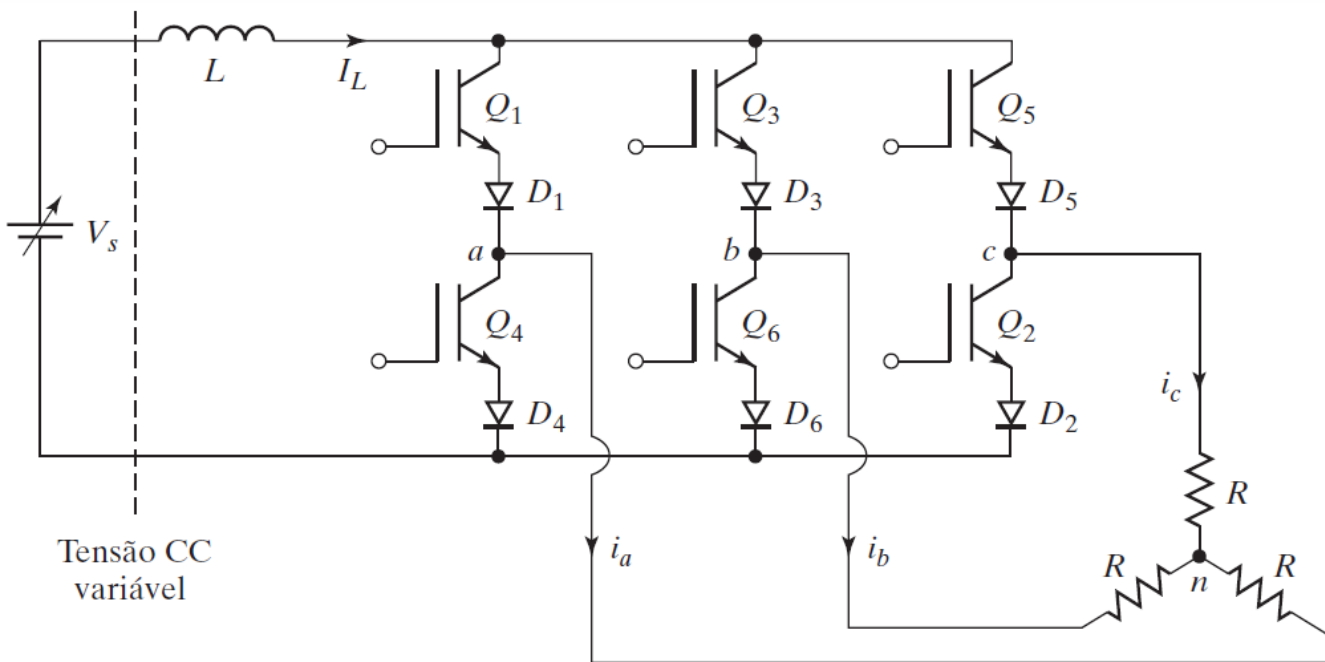 L
I_L
Q_1
Q_3
Q_5
D_1
D_3
D_5
V_s
a
b
c
Q_4
Q_6
Q_2
D_4
D_6
D_2
i_c
R
Tensão CC
variável
i_a
i_b
R
n
R